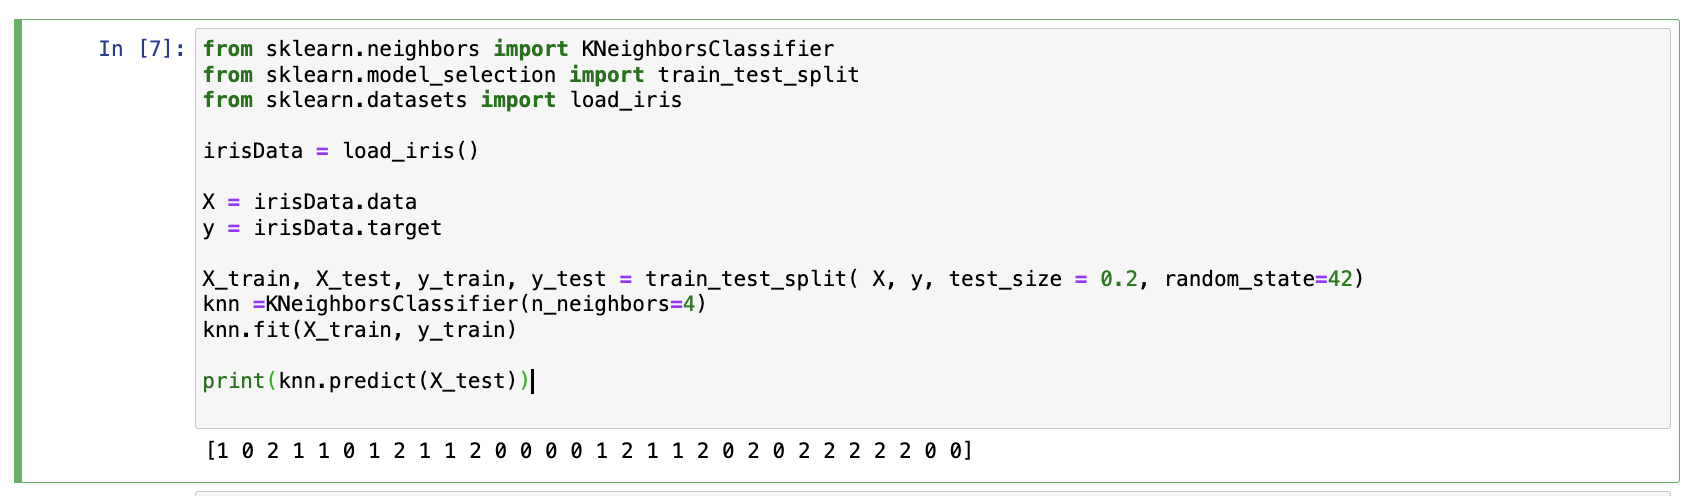 In [7]:
from sklearn.neighbors import KNeighborsClassifier
from sklearn.model_selection import train_test_split
from sklearn.datasets import load_iris
irisData = load_iris()
X = irisData.data
y = irisData.target
X_train, X_test, y_train, y_test = train_test_split( X, y, test_size = 0.2, random_state=42)
knn =KNeighborsClassifier(n_neighbors=4)
knn.fit(X_train, y_train)
print(knn.predict(X_test))
[1 0 2 1 1 0 1 2 1 1 2 0 0 0 0 1 2 1 1 2 0 2 0 2 2 2 2 2 0 0]